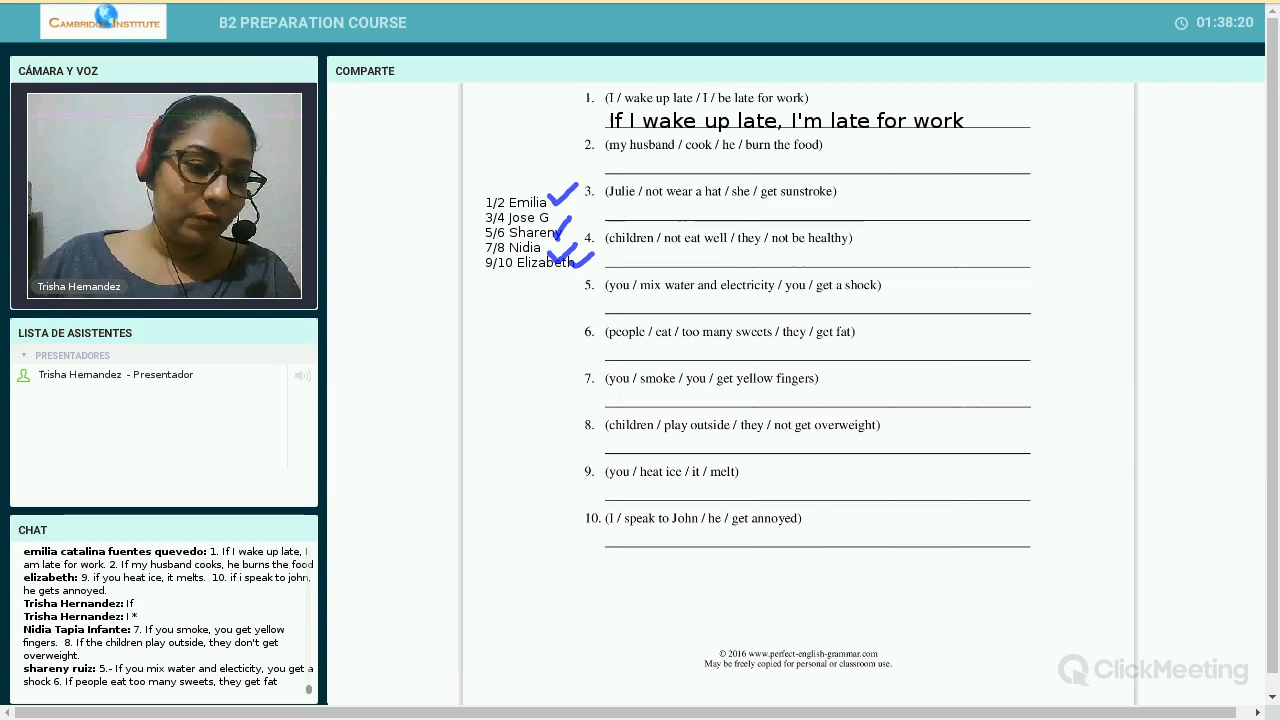 CAMBRIDGE INSTITUTE
B2 PREPARATION COURSE
01:38:20
CÁMARA Y VOZ
Trisha Hernandez
LISTA DE ASISTENTES
PRESENTADORES
Trisha Hernandez - Presentador
CHAT
emilia catalina fuentes quevedo: 1. If I wake up late, I
am late for work. 2. If my husband cooks, he burns the food
elizabeth: 9. if you heat ice, it melts. 10. if i speak to john,
he gets annoyed.
Trisha Hernandez: If
Trisha Hernandez: I *
Nidia Tapia Infante: 7. If you smoke, you get yellow
fingers. 8. If the children play outside, they don't get
overweight.
shareny ruiz: 5.- If you mix water and electicity, you get a
shock 6. If people eat too many sweets, they get fat
COMPARTE
1. (I / wake up late / I / be late for work)
If I wake up late, I'm late for work
2. (my husband / cook / he / burn the food)
3. (Julie / not wear a hat / she / get sunstroke)
4. (children / not eat well / they / not be healthy)
5. (you / mix water and electricity / you / get a shock)
6. (people / eat / too many sweets / they / get fat)
7. (you / smoke / you / get yellow fingers)
8. (children / play outside / they / not get overweight)
9. (you / heat ice / it / melt)
10. (I / speak to John / he / get annoyed)
1/2 Emilia
3/4 Jose G
5/6 Shareny
7/8 Nidia
9/10 Elizabeth
© 2016 www.perfect-english-grammar.com
May be freely copied for personal or classroom use.
ClickMeeting